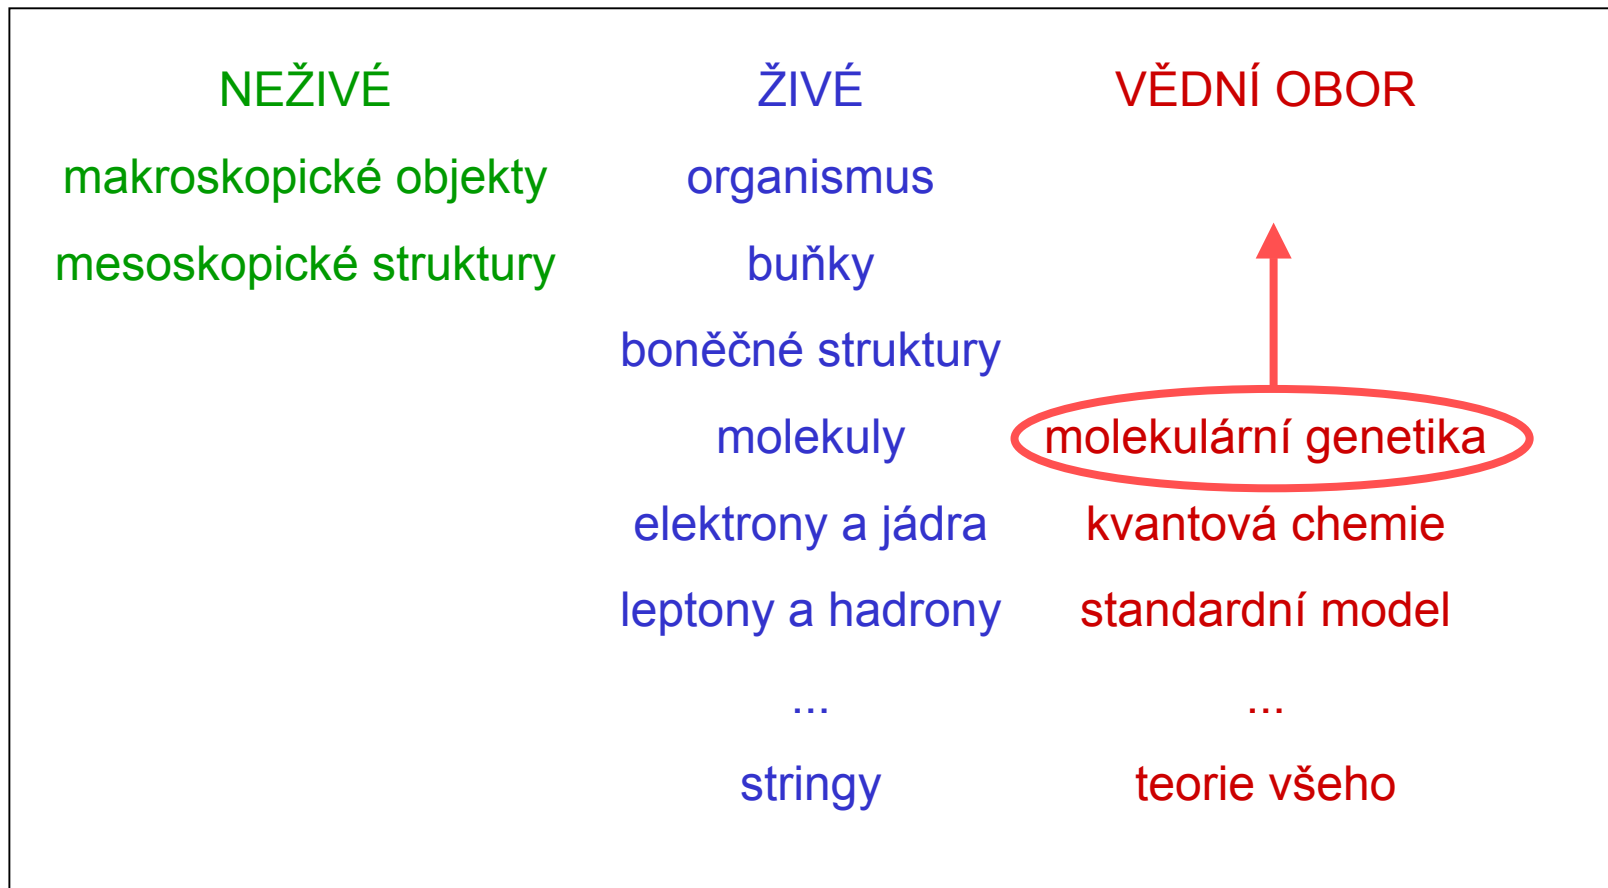 NEŽIVÉ ŽIVÉ VĚDNÍ OBOR
makroskopické objekty organismus
mesoskopické struktury buňky
boněčné struktury
molekuly molekulární genetika
elektrony a jádra kvantová chemie
leptony a hadrony standardní model
... ...
stringy teorie všeho